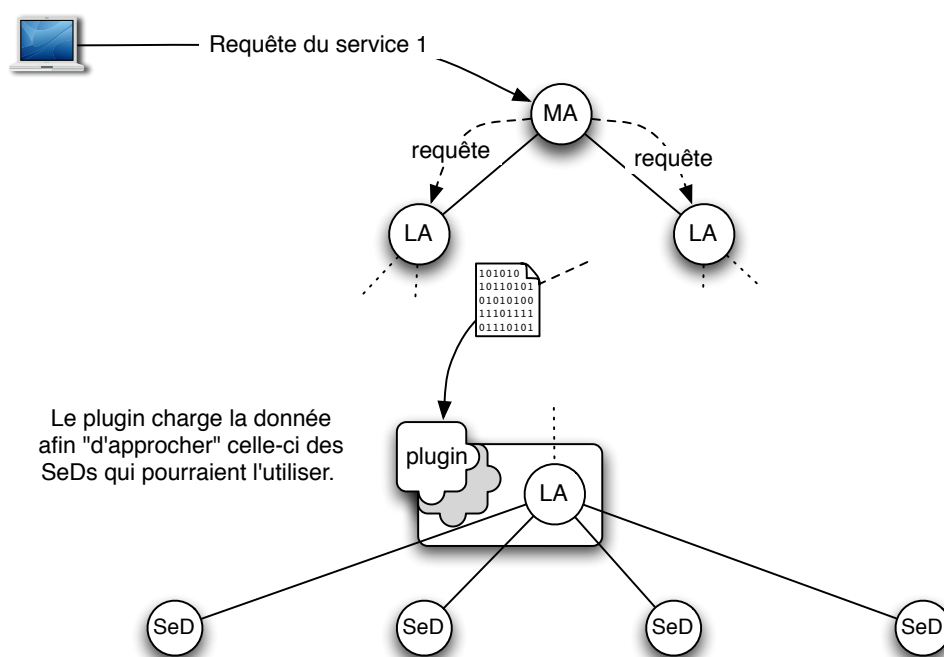 Requête du service 1
MA
requête
requête
LA
LA
101010
10110101
01010100
11101111
01110101
Le plugin charge la donnée
afin "d'approcher" celle-ci des
SeDs qui pourraient l'utiliser.
plugin
LA
SeD
SeD
SeD
SeD